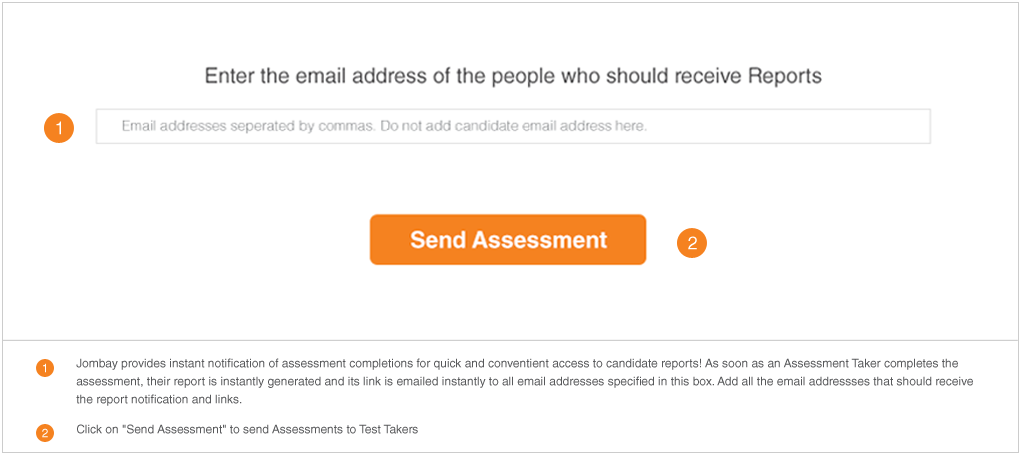 Enter the email address of the people who should receive Reports
1
Email addresses seperated by commas. Do not add candidate email address here.
Send Assessment
2
1
Jombay provides instant notification of assessment completions for quick and conventient access to candidate reports! As soon as an Assessment Taker completes the
assessment, their report is instantly generated and its link is emailed instantly to all email addresses specified in this box. Add all the email addressses that should receive
the report notification and links.
2
Click on "Send Assessment" to send Assessments to Test Takers